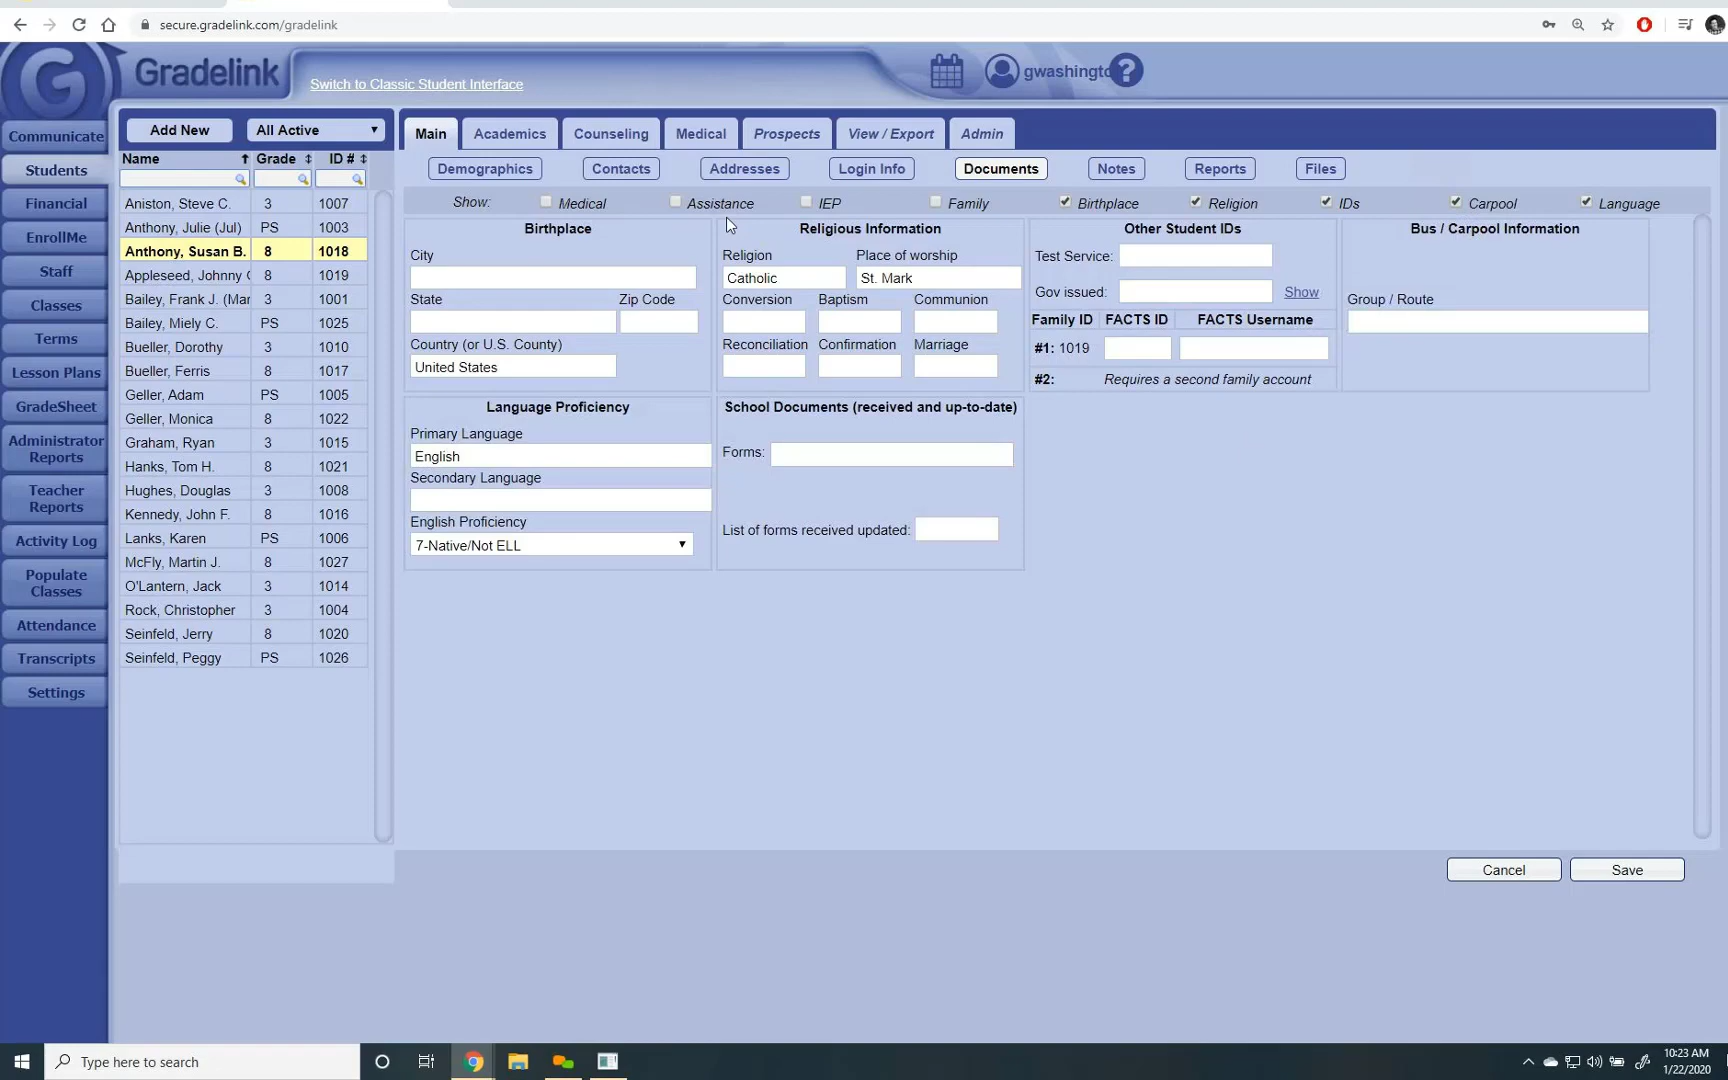 secure.gradelink.com/gradelink
G Gradelink
Switch to Classic Student Interface
gwashingto ?
Communicate
Students
Financial
EnrollMe
Staff
Classes
Terms
Lesson Plans
GradeSheet
Administrator
Reports
Teacher
Reports
Activity Log
Populate
Classes
Attendance
Transcripts
Settings
Add New All Active
Name Grade ID #
Aniston, Steve C. 3 1007
Anthony, Julie (Jul) PS 1003
Anthony, Susan B. 8 1018
Appleseed, Johnny 8 1019
Bailey, Frank J. (Mar 3 1001
Bailey, Miely C. PS 1025
Bueller, Dorothy 3 1010
Bueller, Ferris 8 1017
Geller, Adam PS 1005
Geller, Monica 8 1022
Graham, Ryan 3 1015
Hanks, Tom H. 8 1021
Hughes, Douglas 3 1008
Kennedy, John F. 8 1016
Lanks, Karen PS 1006
McFly, Martin J. 8 1027
O'Lantern, Jack 3 1014
Rock, Christopher 3 1004
Seinfeld, Jerry 8 1020
Seinfeld, Peggy PS 1026
Main Academics Counseling Medical Prospects View / Export Admin
Demographics Contacts Addresses Login Info Documents Notes Reports Files
Show: Medical Assistance IEP Family Birthplace Religion IDs Carpool Language
Birthplace
City
State Zip Code
Country (or U.S. County)
United States
Religious Information
Religion Place of worship
Catholic St. Mark
Conversion Baptism Communion
Reconciliation Confirmation Marriage
Other Student IDs
Test Service:
Gov issued: Show
Family ID FACTS ID FACTS Username
#1: 1019
#2: Requires a second family account
Bus / Carpool Information
Group / Route
Language Proficiency
Primary Language
English
Secondary Language
English Proficiency
7-Native/Not ELL
School Documents (received and up-to-date)
Forms:
List of forms received updated:
Cancel Save
Type here to search
10:23 AM
1/22/2020